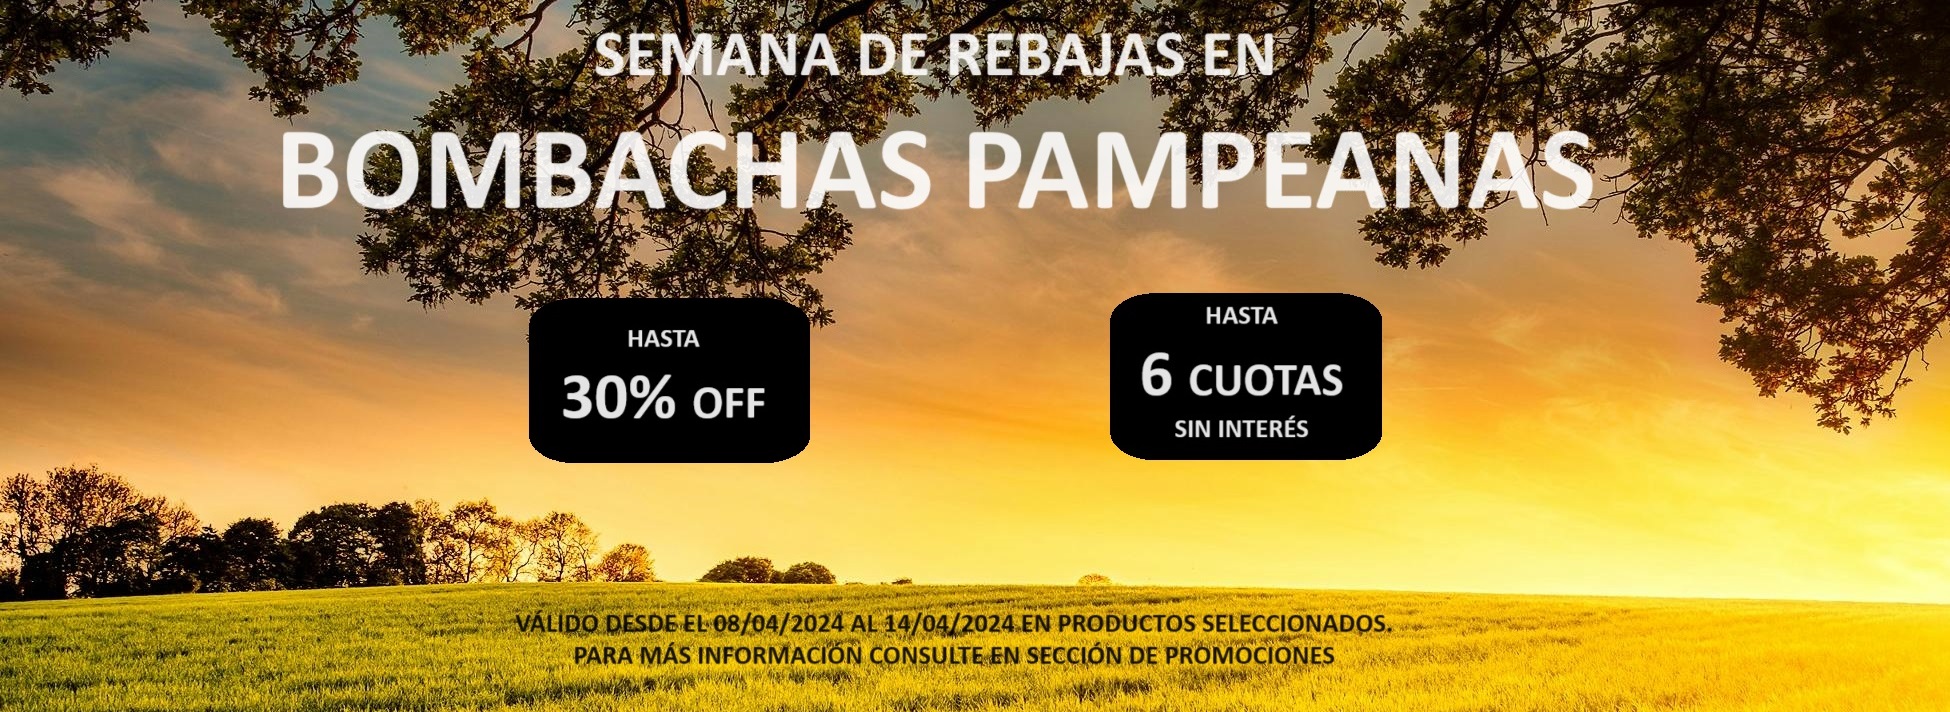 SEMANA DE REBAJAS EN
BOMBACHAS PAMPEANAS
HASTA
30% OFF
HASTA
6 CUOTAS
SIN INTERÉS
VÁLIDO DESDE EL 08/04/2024 AL 14/04/2024 EN PRODUCTOS SELECCIONADOS.
PARA MÁS INFORMACIÓN CONSULTE EN SECCIÓN DE PROMOCIONES